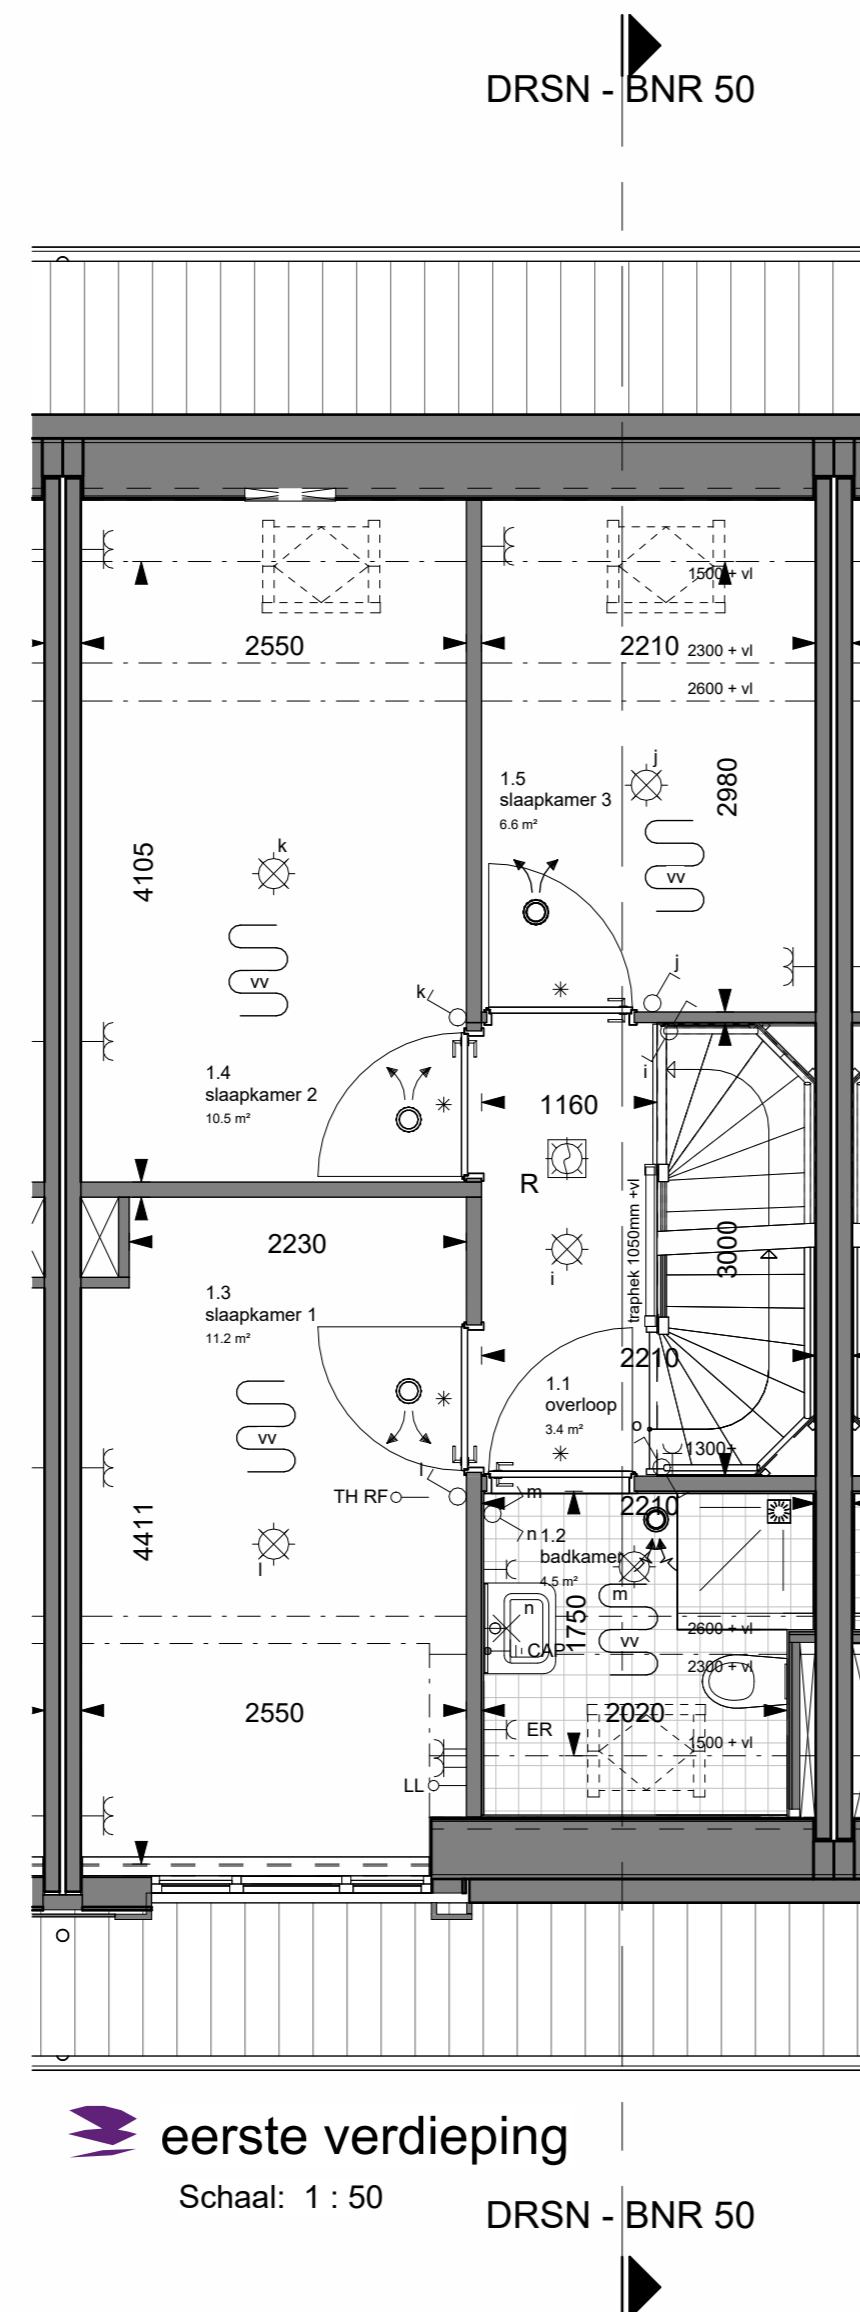 DRSN - BNR 50
1500 + vl
2550
2210
2300 + vl
2600 + vl
j
1.5
slaapkamer 3
6.6 m²
2980
4105
k
vv
vv
j
k
i
1.4
slaapkamer 2
10.5 m²
1160
R
traphek 1050mm +vl
3000
2230
i
1.3
slaapkamer 1
11.2 m²
2210
1.1
overloop
3.4 m²
o
1300+
vv
l
TH RF
m
2210
n
1.2
badkamer
4.5 m²
4411
l
m
n
1750
vv
CAP
2600 + vl
2300 + vl
2550
2020
ER
1500 + vl
LL
eerste verdieping
Schaal: 1 : 50
DRSN - BNR 50